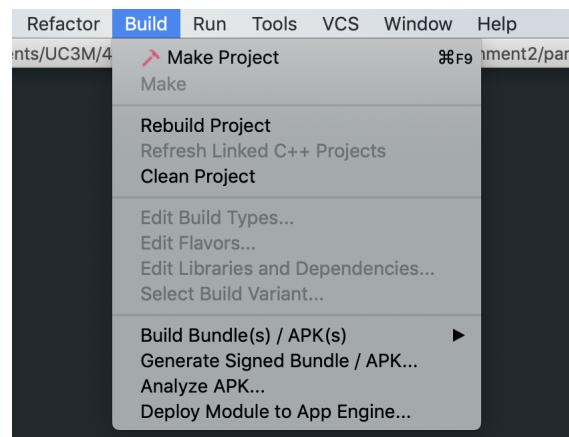 Refactor Build Run Tools VCS Window Help
nts/UC3M/4
nment2/par
Make Project ⌘F9
Make
Rebuild Project
Refresh Linked C++ Projects
Clean Project
Edit Build Types...
Edit Flavors...
Edit Libraries and Dependencies...
Select Build Variant...
Build Bundle(s) / APK(s) ▶
Generate Signed Bundle / APK...
Analyze APK...
Deploy Module to App Engine...